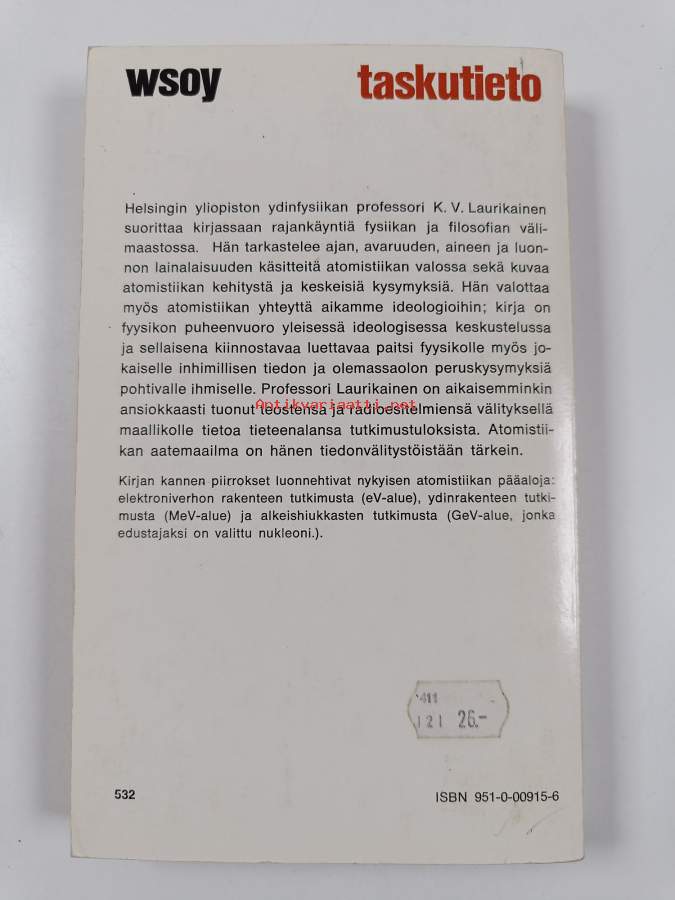 wsoy taskutieto
Helsingin yliopiston ydinfysiikan professori K. V. Laurikainen
suorittaa kirjassaan rajankäyntiä fysiikan ja filosofian väli-
maastossa. Hän tarkastelee ajan, avaruuden, aineen ja luon-
non lainalaisuuden käsitteitä atomistiikan valossa sekä kuvaa
atomistiikan kehitystä ja keskeisiä kysymyksiä. Hän valottaa
myös atomistiikan yhteyttä aikamme ideologioihin; kirja on
fyysikon puheenvuoro yleisessä ideologisessa keskustelussa
ja sellaisena kiinnostavaa luettavaa paitsi fyysikolle myös jo-
kaiselle inhimillisen tiedon ja olemassaolon peruskysymyksiä
pohtivalle ihmiselle. Professori Laurikainen on aikaisemminkin
ansiokkaasti tuonut teostensa ja radioesitelmiensä välityksellä
Antikvariaatti.net
maallikolle tietoa tieteenalansa tutkimustuloksista. Atomistii-
kan aatemaailma on hänen tiedonvälitystöistään tärkein.
Kirjan kannen piirrokset luonnehtivat nykyisen atomistiikan pääaloja:
elektroniverhon rakenteen tutkimusta (eV-alue), ydinrakenteen tutki-
musta (MeV-alue) ja alkeishiukkasten tutkimusta (GeV-alue, jonka
edustajaksi on valittu nukleoni.).
411
121 26.-
532 ISBN 951-0-00915-6